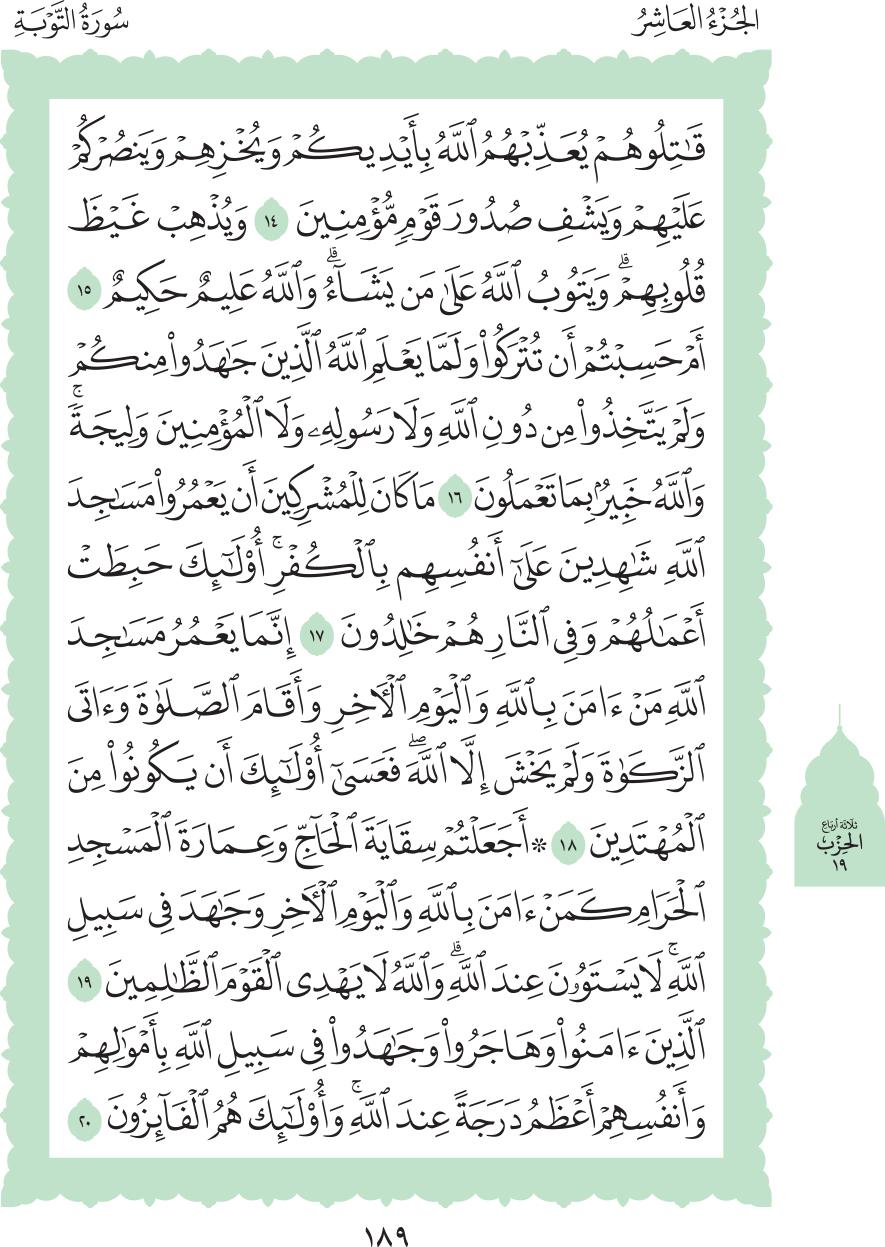 الجُزْءُ العَاشِرُ
سُورَةُ التَّوْبَةِ
قَٰتِلُوهُمْ يُعَذِّبْهُمُ ٱللَّهُ بِأَيْدِيكُمْ وَيُخْزِهِمْ وَيَنصُرْكُمْ
عَلَيْهِمْ وَيَشْفِ صُدُورَ قَوْمٍ مُّؤْمِنِينَ ١٤ وَيُذْهِبْ غَيْظَ
قُلُوبِهِمْۗ وَيَتُوبُ ٱللَّهُ عَلَىٰ مَن يَشَآءُۗ وَٱللَّهُ عَلِيمٌ حَكِيمٌ ١٥
أَمْ حَسِبْتُمْ أَن تُتْرَكُوا۟ وَلَمَّا يَعْلَمِ ٱللَّهُ ٱلَّذِينَ جَٰهَدُوا۟ مِنكُمْ
وَلَمْ يَتَّخِذُوا۟ مِن دُونِ ٱللَّهِ وَلَا رَسُولِهِۦ وَلَا ٱلْمُؤْمِنِينَ وَلِيجَةًۚ
وَٱللَّهُ خَبِيرٌۢ بِمَا تَعْمَلُونَ ١٦ مَا كَانَ لِلْمُشْرِكِينَ أَن يَعْمُرُوا۟ مَسَٰجِدَ
ٱللَّهِ شَٰهِدِينَ عَلَىٰٓ أَنفُسِهِم بِٱلْكُفْرِۚ أُو۟لَٰٓئِكَ حَبِطَتْ
أَعْمَٰلُهُمْ وَفِى ٱلنَّارِ هُمْ خَٰلِدُونَ ١٧ إِنَّمَا يَعْمُرُ مَسَٰجِدَ
ٱللَّهِ مَنْ ءَامَنَ بِٱللَّهِ وَٱلْيَوْمِ ٱلْءَاخِرِ وَأَقَامَ ٱلصَّلَوٰةَ وَءَاتَى
ٱلزَّكَوٰةَ وَلَمْ يَخْشَ إِلَّا ٱللَّهَۖ فَعَسَىٰٓ أُو۟لَٰٓئِكَ أَن يَكُونُوا۟ مِنَ
ٱلْمُهْتَدِينَ ١٨ * أَجَعَلْتُمْ سِقَايَةَ ٱلْحَآجِّ وَعِمَارَةَ ٱلْمَسْجِدِ
ٱلْحَرَامِ كَمَنْ ءَامَنَ بِٱللَّهِ وَٱلْيَوْمِ ٱلْءَاخِرِ وَجَٰهَدَ فِى سَبِيلِ
ٱللَّهِۚ لَا يَسْتَوُۥنَ عِندَ ٱللَّهِۗ وَٱللَّهُ لَا يَهْدِى ٱلْقَوْمَ ٱلظَّٰلِمِينَ ١٩
ٱلَّذِينَ ءَامَنُوا۟ وَهَاجَرُوا۟ وَجَٰهَدُوا۟ فِى سَبِيلِ ٱللَّهِ بِأَمْوَٰلِهِمْ
وَأَنفُسِهِمْ أَعْظَمُ دَرَجَةً عِندَ ٱللَّهِۚ وَأُو۟لَٰٓئِكَ هُمُ ٱلْفَآئِزُونَ ٢٠
ثلاثة أرباع
الحِزْب
١٩
١٨٩